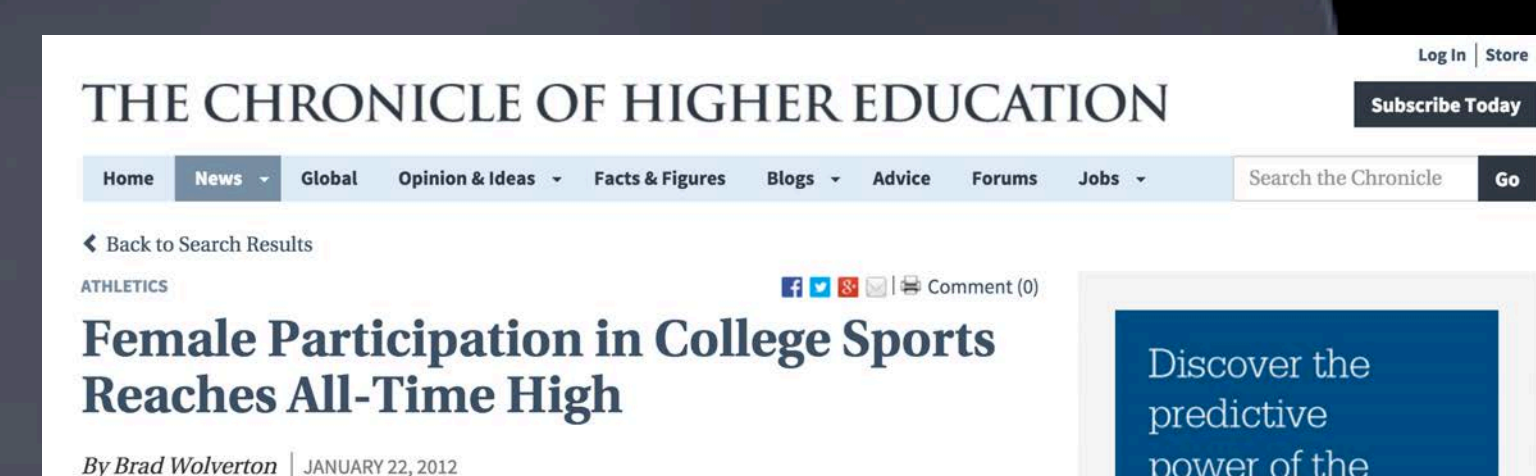 Log In | Store
THE CHRONICLE OF HIGHER EDUCATION
Subscribe Today
Home News Global Opinion & Ideas Facts & Figures Blogs Advice Forums Jobs Search the Chronicle Go
Back to Search Results
ATHLETICS
Comment (0)
Female Participation in College Sports
Reaches All-Time High
By Brad Wolverton | JANUARY 22, 2012
Discover the
predictive
power of the